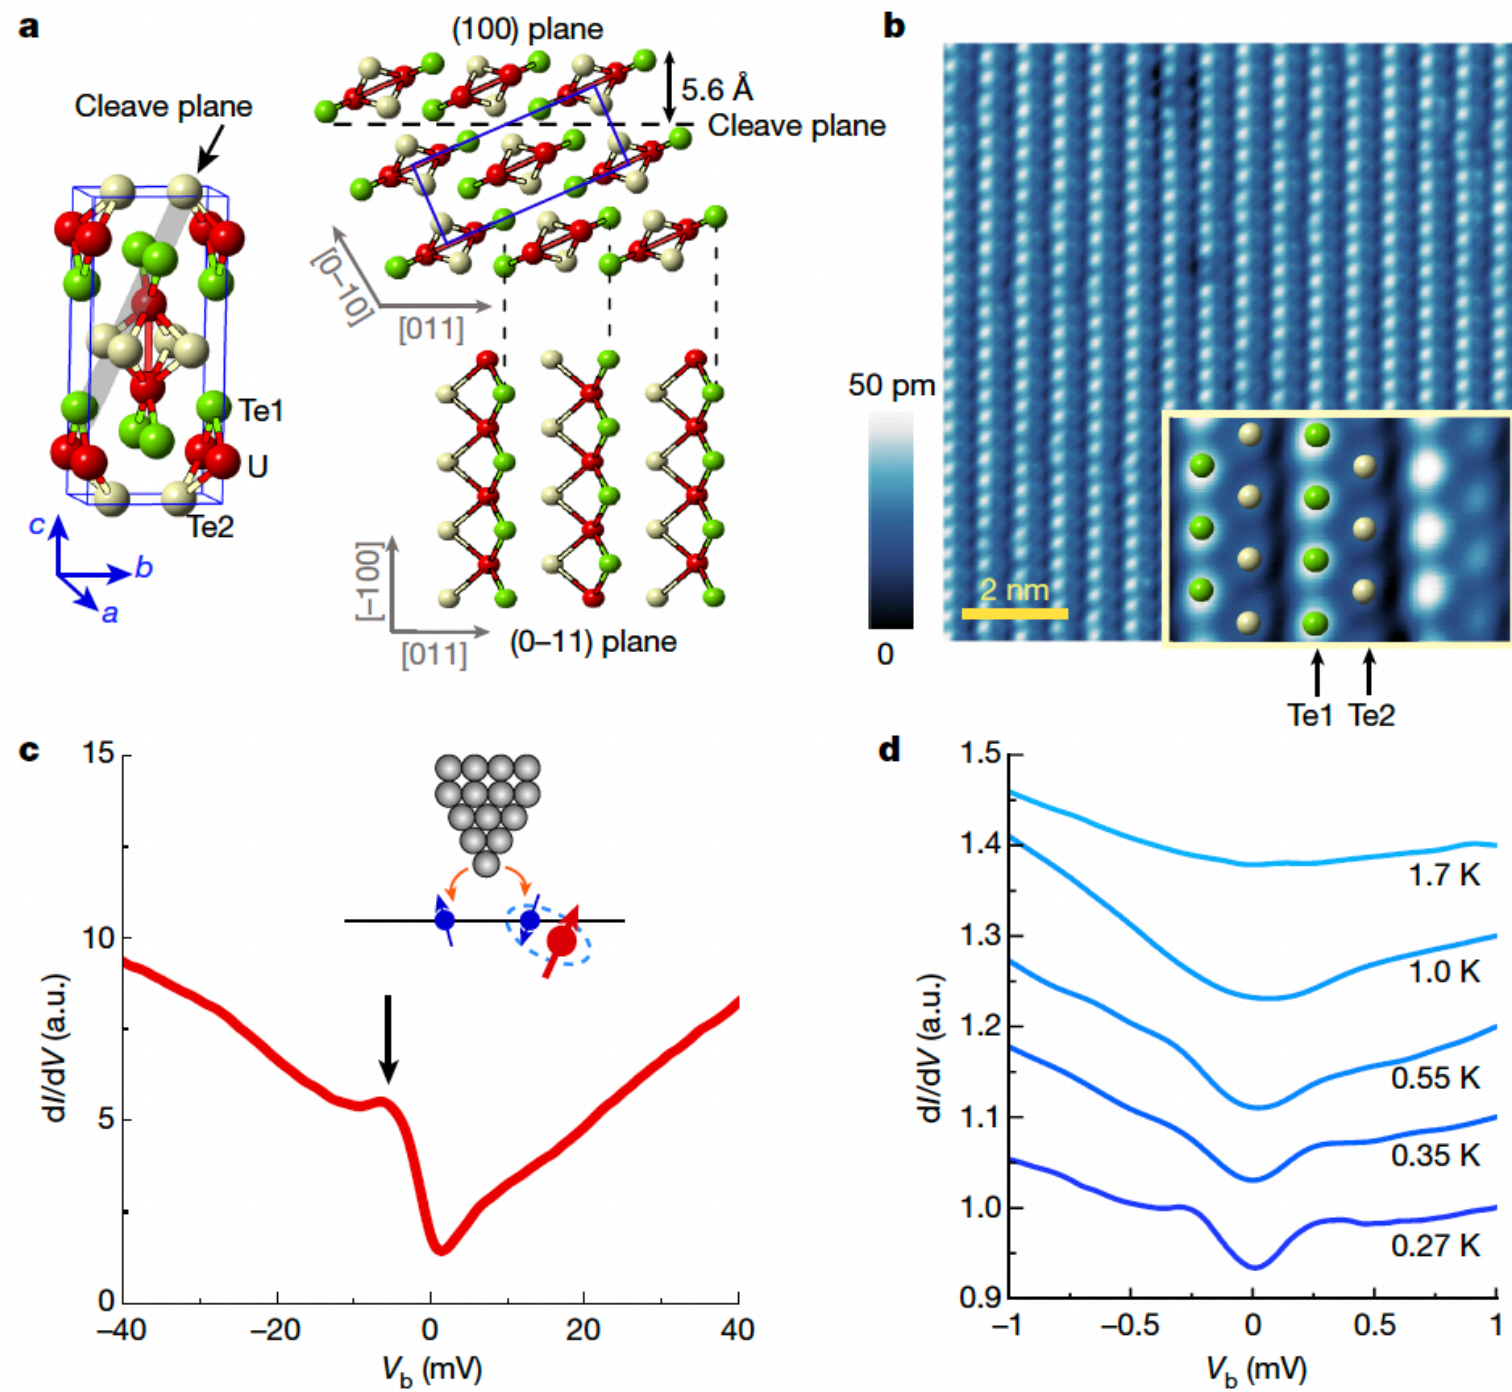 a
(100) plane
5.6 Å
Cleave plane
Cleave plane
[0–10]
[011]
Te1
U
Te2
c
b
a
[–100]
[011]
(0–11) plane
b
50 pm
0
2 nm
Te1 Te2
c
15
10
5
0
dI/dV (a.u.)
–40 –20 0 20 40
V_b (mV)
d
1.5
1.4
1.3
1.2
1.1
1.0
0.9
dI/dV (a.u.)
1.7 K
1.0 K
0.55 K
0.35 K
0.27 K
–1 –0.5 0 0.5 1
V_b (mV)